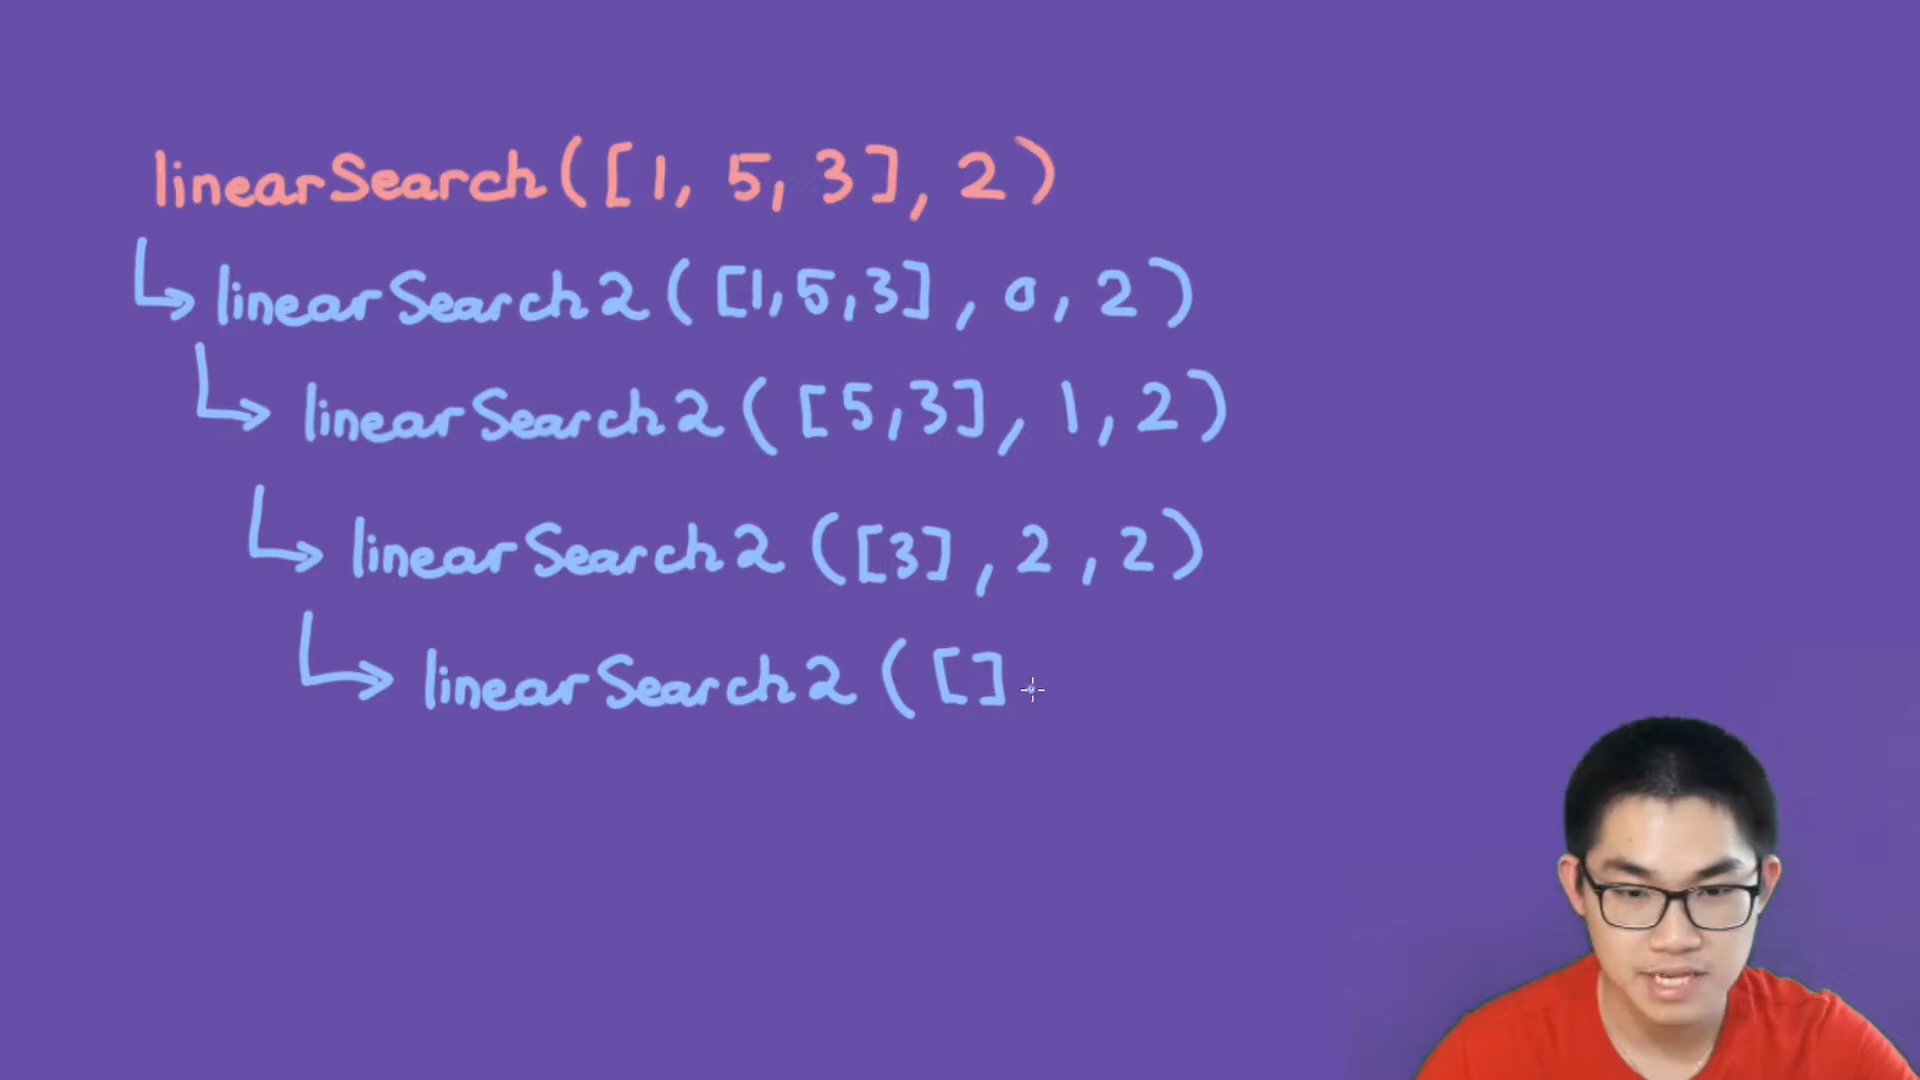 linearSearch([1, 5, 3], 2)
linearSearch2([1,5,3], 0, 2)
linearSearch2([5,3], 1, 2)
linearSearch2([3], 2, 2)
linearSearch2([]